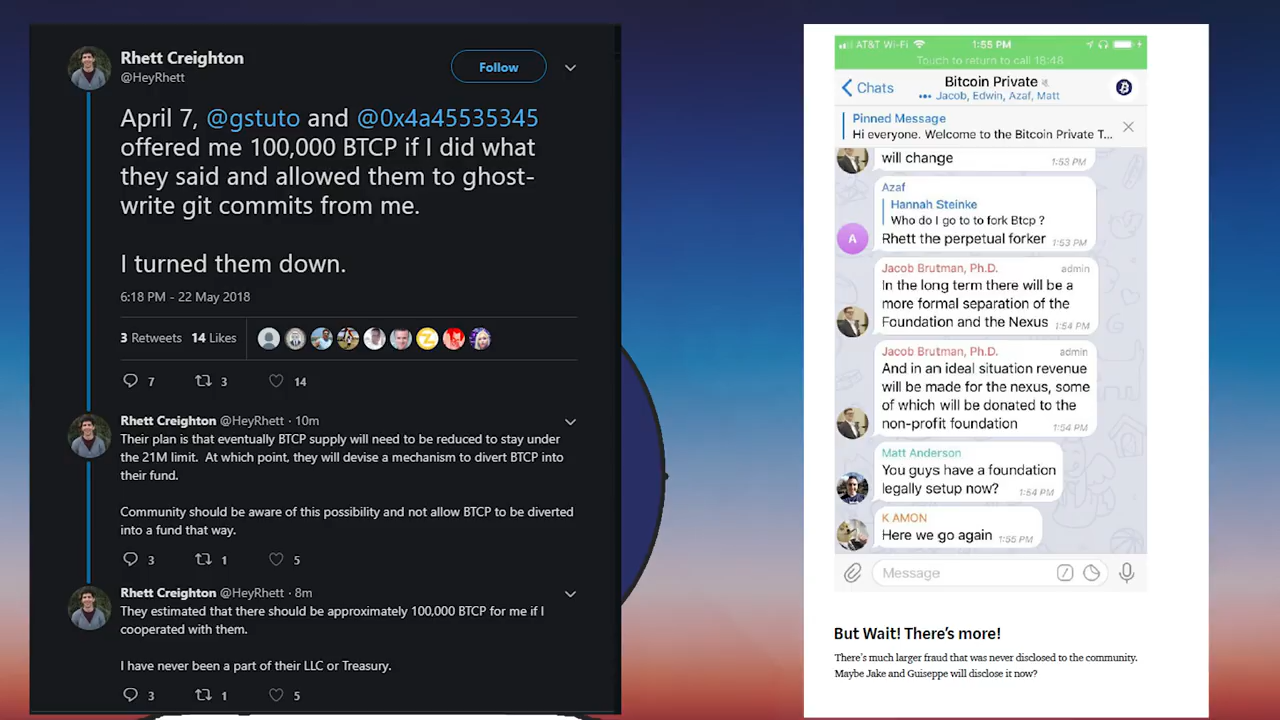 Rhett Creighton
@HeyRhett
Follow
April 7, @gstuto and @0x4a45535345
offered me 100,000 BTCP if I did what
they said and allowed them to ghost-
write git commits from me.
I turned them down.
6:18 PM - 22 May 2018
3 Retweets 14 Likes
7 3 14
Rhett Creighton @HeyRhett · 10m
Their plan is that eventually BTCP supply will need to be reduced to stay under
the 21M limit. At which point, they will devise a mechanism to divert BTCP into
their fund.
Community should be aware of this possibility and not allow BTCP to be diverted
into a fund that way.
3 1 5
Rhett Creighton @HeyRhett · 8m
They estimated that there should be approximately 100,000 BTCP for me if I
cooperated with them.
I have never been a part of their LLC or Treasury.
3 1 5
AT&T Wi-Fi 1:55 PM
Touch to return to call 18:48
Chats
Bitcoin Private
••• Jacob, Edwin, Azaf, Matt
Pinned Message
Hi everyone. Welcome to the Bitcoin Private T...
will change 1:53 PM
Azaf
Hannah Steinke
Who do I go to to fork Btcp ?
A
Rhett the perpetual forker 1:53 PM
Jacob Brutman, Ph.D. admin
In the long term there will be a
more formal separation of the
Foundation and the Nexus 1:54 PM
Jacob Brutman, Ph.D. admin
And in an ideal situation revenue
will be made for the nexus, some
of which will be donated to the
non-profit foundation 1:54 PM
Matt Anderson
You guys have a foundation
legally setup now? 1:54 PM
K AMON
Here we go again 1:55 PM
Message
But Wait! There's more!
There's much larger fraud that was never disclosed to the community.
Maybe Jake and Guiseppe will disclose it now?